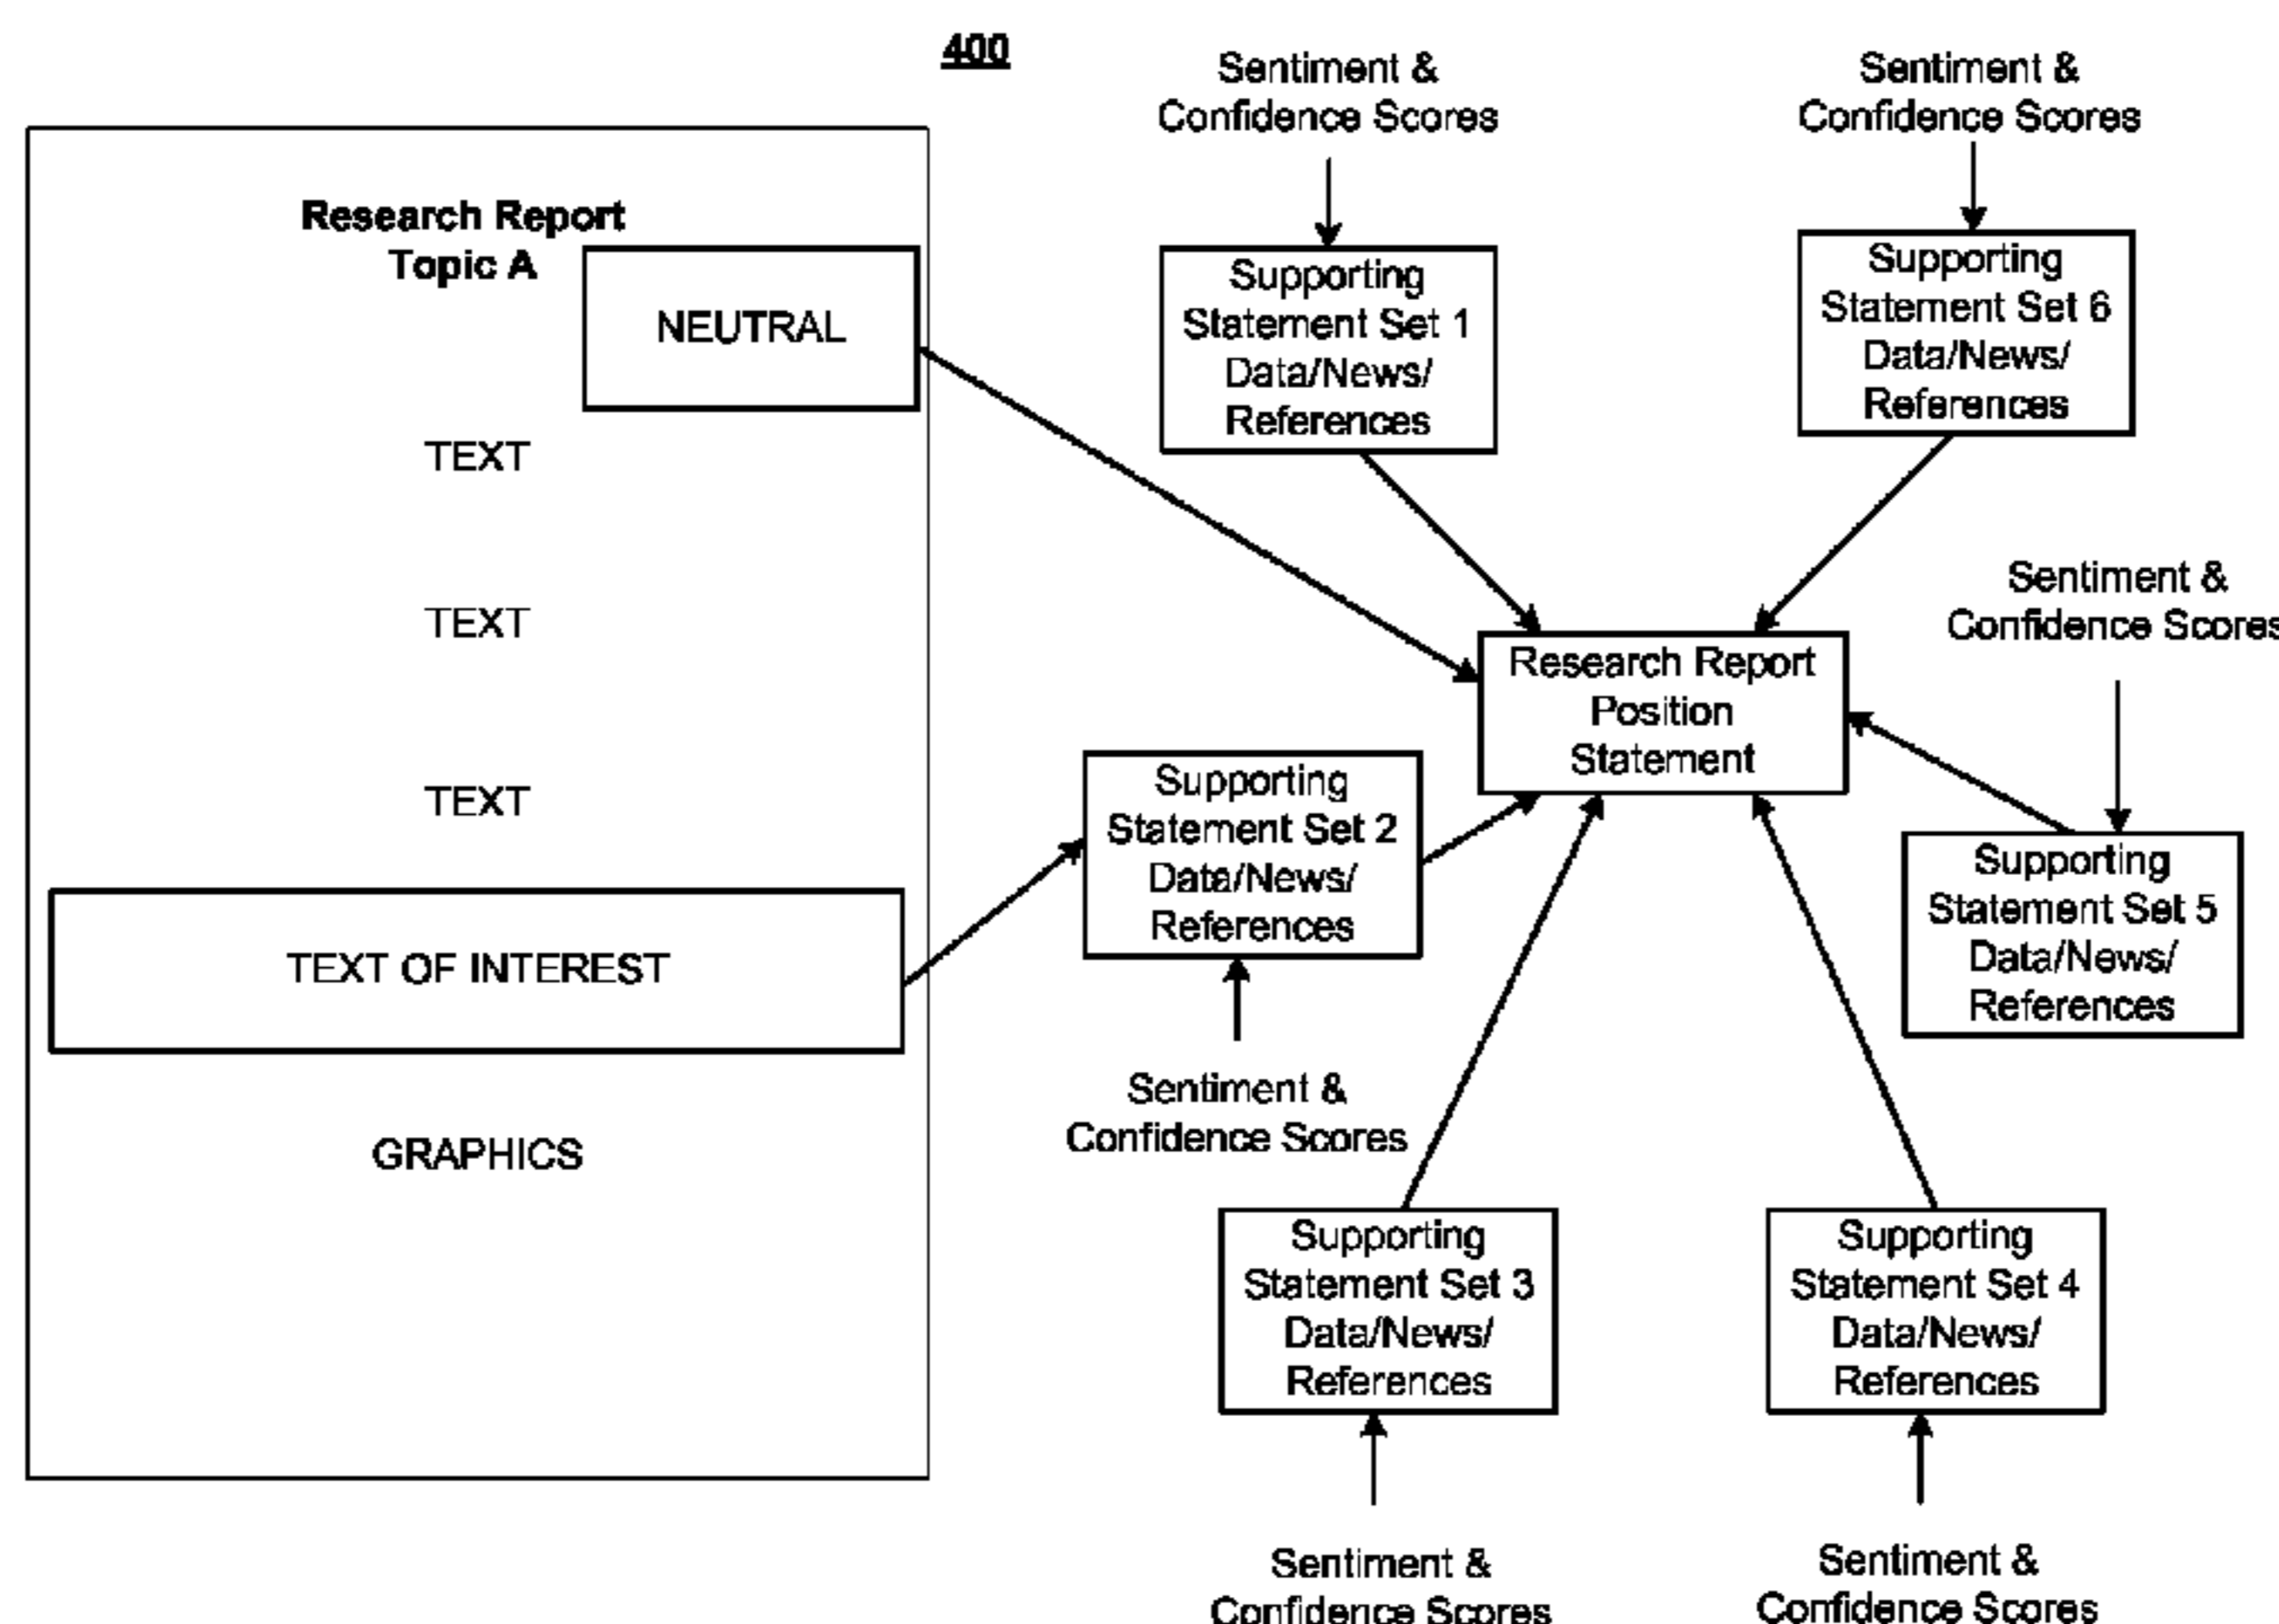 400
Research Report
Topic A
NEUTRAL
TEXT
TEXT
TEXT
TEXT OF INTEREST
GRAPHICS
Sentiment &
Confidence Scores
Supporting
Statement Set 1
Data/News/
References
Sentiment &
Confidence Scores
Supporting
Statement Set 6
Data/News/
References
Research Report
Position
Statement
Sentiment &
Confidence Scores
Supporting
Statement Set 5
Data/News/
References
Supporting
Statement Set 2
Data/News/
References
Sentiment &
Confidence Scores
Supporting
Statement Set 3
Data/News/
References
Sentiment &
Confidence Scores
Supporting
Statement Set 4
Data/News/
References
Sentiment &
Confidence Scores